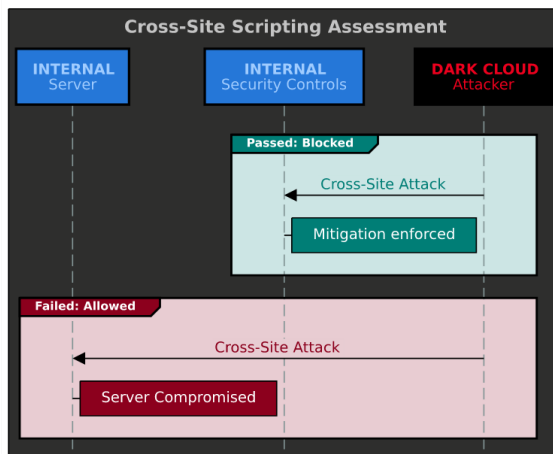 Cross-Site Scripting Assessment
INTERNAL
Server
INTERNAL
Security Controls
DARK CLOUD
Attacker
Passed: Blocked
Cross-Site Attack
Mitigation enforced
Failed: Allowed
Cross-Site Attack
Server Compromised